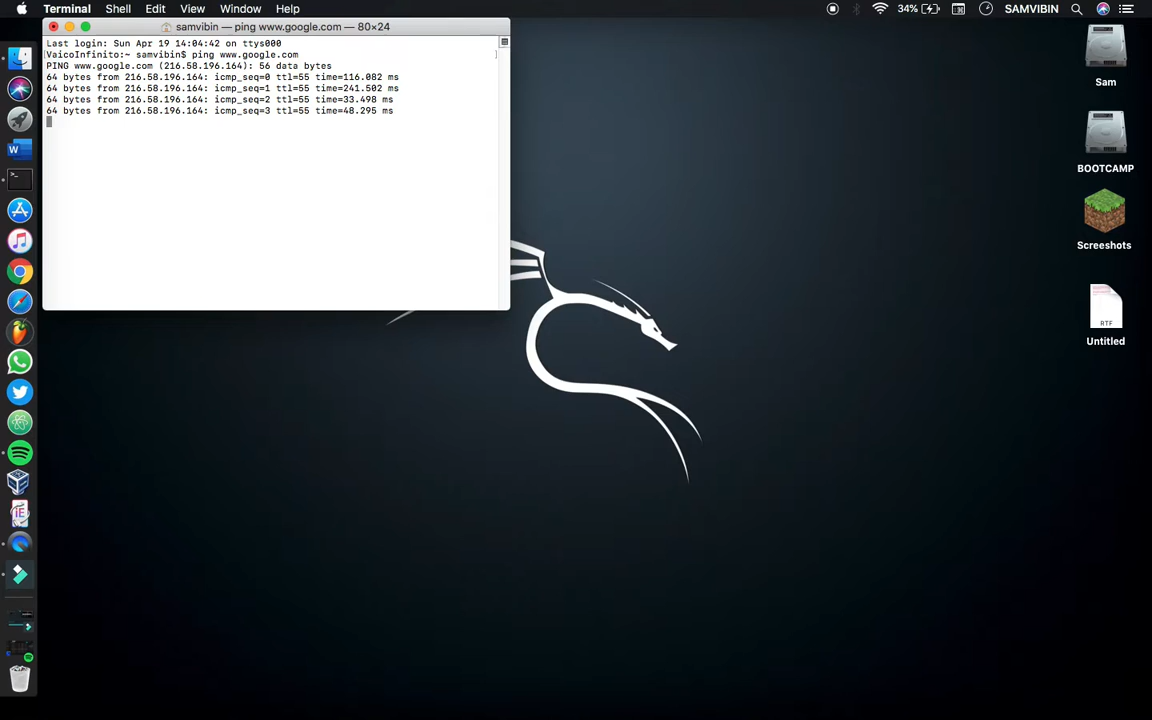 Terminal Shell Edit View Window Help 34% SAMVIBIN
samvibin — ping www.google.com — 80×24
Last login: Sun Apr 19 14:04:42 on ttys000
[VaicoInfinito:~ samvibin$ ping www.google.com ]
PING www.google.com (216.58.196.164): 56 data bytes
64 bytes from 216.58.196.164: icmp_seq=0 ttl=55 time=116.082 ms
64 bytes from 216.58.196.164: icmp_seq=1 ttl=55 time=241.502 ms
64 bytes from 216.58.196.164: icmp_seq=2 ttl=55 time=33.498 ms
64 bytes from 216.58.196.164: icmp_seq=3 ttl=55 time=48.295 ms
Sam
BOOTCAMP
Screeshots
RTF
Untitled
W
>_
iE